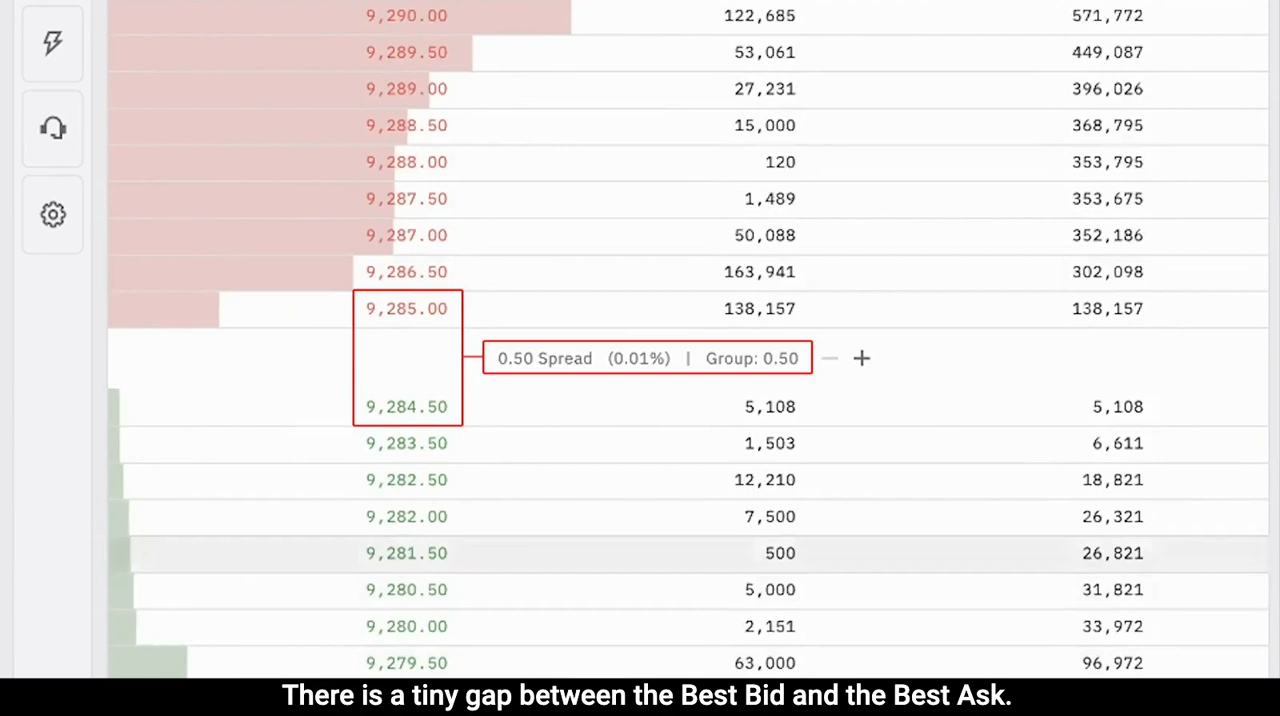 9,290.00 122,685 571,772
9,289.50 53,061 449,087
9,289.00 27,231 396,026
9,288.50 15,000 368,795
9,288.00 120 353,795
9,287.50 1,489 353,675
9,287.00 50,088 352,186
9,286.50 163,941 302,098
9,285.00 138,157 138,157
0.50 Spread (0.01%) | Group: 0.50 − +
9,284.50 5,108 5,108
9,283.50 1,503 6,611
9,282.50 12,210 18,821
9,282.00 7,500 26,321
9,281.50 500 26,821
9,280.50 5,000 31,821
9,280.00 2,151 33,972
9,279.50 63,000 96,972
There is a tiny gap between the Best Bid and the Best Ask.